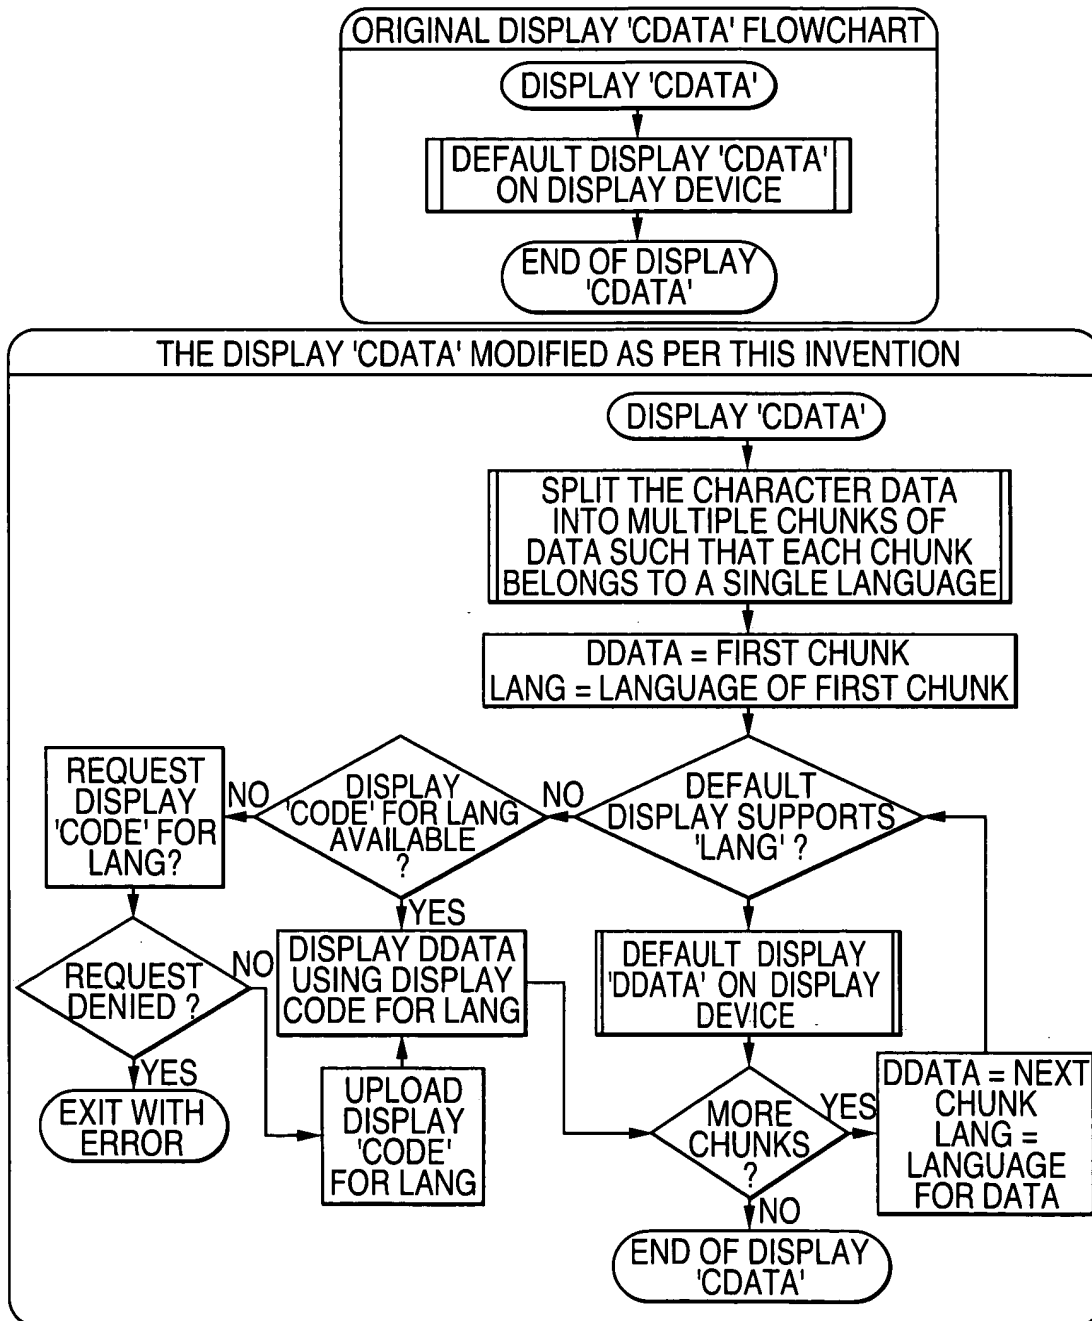 ORIGINAL DISPLAY 'CDATA' FLOWCHART
DISPLAY 'CDATA'
DEFAULT DISPLAY 'CDATA'
ON DISPLAY DEVICE
END OF DISPLAY
'CDATA'
THE DISPLAY 'CDATA' MODIFIED AS PER THIS INVENTION
DISPLAY 'CDATA'
SPLIT THE CHARACTER DATA
INTO MULTIPLE CHUNKS OF
DATA SUCH THAT EACH CHUNK
BELONGS TO A SINGLE LANGUAGE
DDATA = FIRST CHUNK
LANG = LANGUAGE OF FIRST CHUNK
DEFAULT
DISPLAY SUPPORTS
'LANG' ?
NO
DISPLAY
'CODE' FOR LANG
AVAILABLE
?
NO
REQUEST
DISPLAY
'CODE' FOR
LANG?
YES
REQUEST
DENIED ?
NO
DISPLAY DDATA
USING DISPLAY
CODE FOR LANG
DEFAULT DISPLAY
'DDATA' ON DISPLAY
DEVICE
YES
EXIT WITH
ERROR
UPLOAD
DISPLAY
'CODE'
FOR LANG
MORE
CHUNKS
?
YES
DDATA = NEXT
CHUNK
LANG =
LANGUAGE
FOR DATA
NO
END OF DISPLAY
'CDATA'